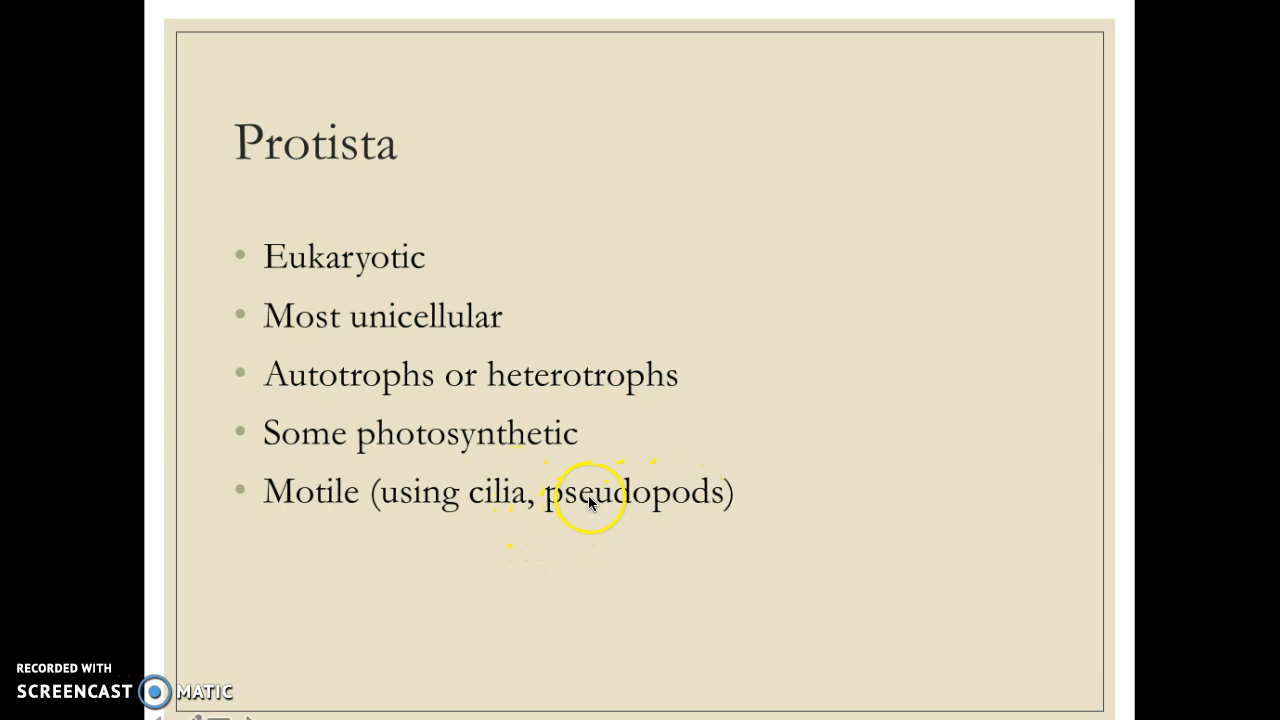 Protista
• Eukaryotic
• Most unicellular
• Autotrophs or heterotrophs
• Some photosynthetic
• Motile (using cilia, pseudopods)
RECORDED WITH
SCREENCAST MATIC